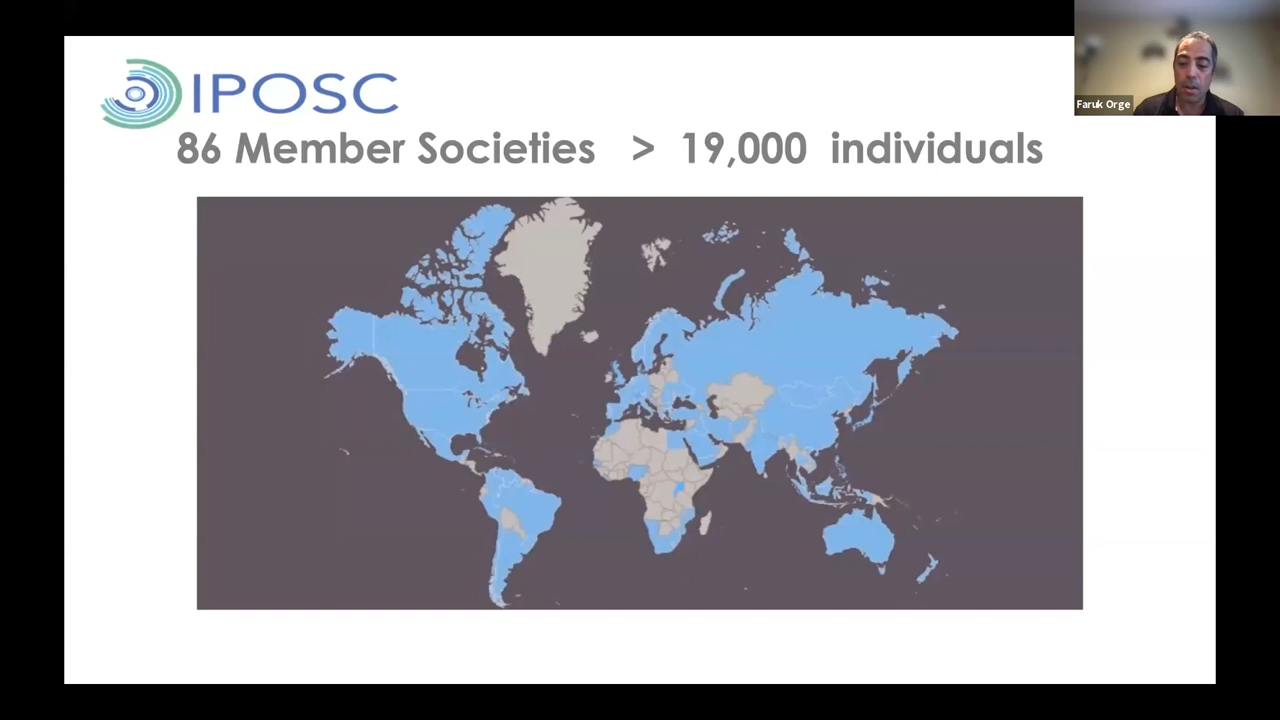 IPOSC
86 Member Societies > 19,000 individuals
Faruk Orge